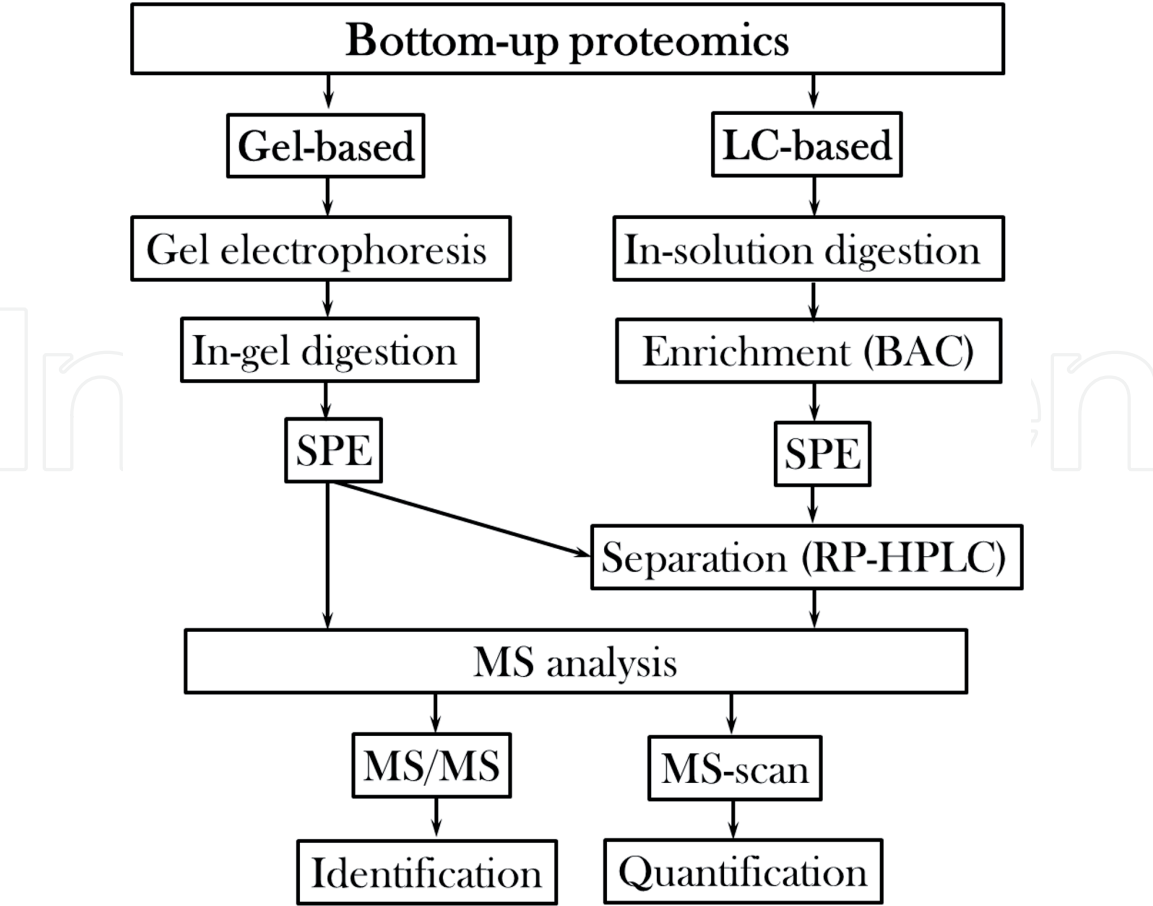 Bottom-up proteomics
Gel-based
LC-based
Gel electrophoresis
In-solution digestion
In-gel digestion
Enrichment (BAC)
SPE
SPE
Separation (RP-HPLC)
MS analysis
MS/MS
MS-scan
Identification
Quantification